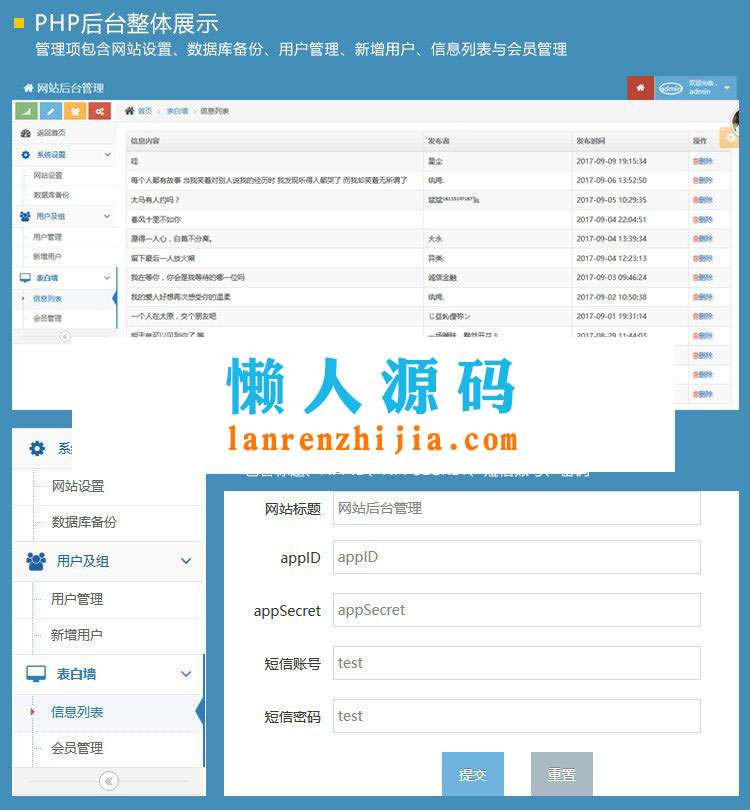 PHP后台整体展示
管理项包含网站设置、数据库备份、用户管理、新增用户、信息列表与会员管理
网站后台管理
admin
欢迎光临,
admin
首页 > 表白墙 > 信息列表
返回首页
系统设置
网站设置
数据库备份
用户及组
用户管理
新增用户
表白墙
信息列表
会员管理
信息内容 发布者 发布时间 操作
哇 星尘 2017-09-09 19:15:34 删除
每个人都有故事 当我笑着对别人说我的经历时 我发现听得人都哭了 而我却笑着无所谓了 纨绔. 2017-09-06 13:52:50 删除
太马有人约吗? 2017-09-05 10:29:35 删除
春风十里不如你 2017-09-04 22:04:51 删除
愿得一人心,白首不分离。 大永 2017-09-04 13:39:34 删除
留下最后一人放火嘛 异类. 2017-09-04 12:23:13 删除
我在等你,你会是我等待的哪一位吗 诚信金融 2017-09-03 09:46:24 删除
我的爱人好想再次感受你的温柔 纨绔. 2017-09-02 10:50:38 删除
一个人在太原,交个朋友吧 2017-09-01 19:31:14 删除
2017-08-29 11:44:03 删除
删除
删除
删除
懒人源码
lanrenzhijia.com
网站设置
数据库备份
用户及组
用户管理
新增用户
表白墙
信息列表
会员管理
网站标题 网站后台管理
appID appID
appSecret appSecret
短信账号 test
短信密码 test
提交 重置